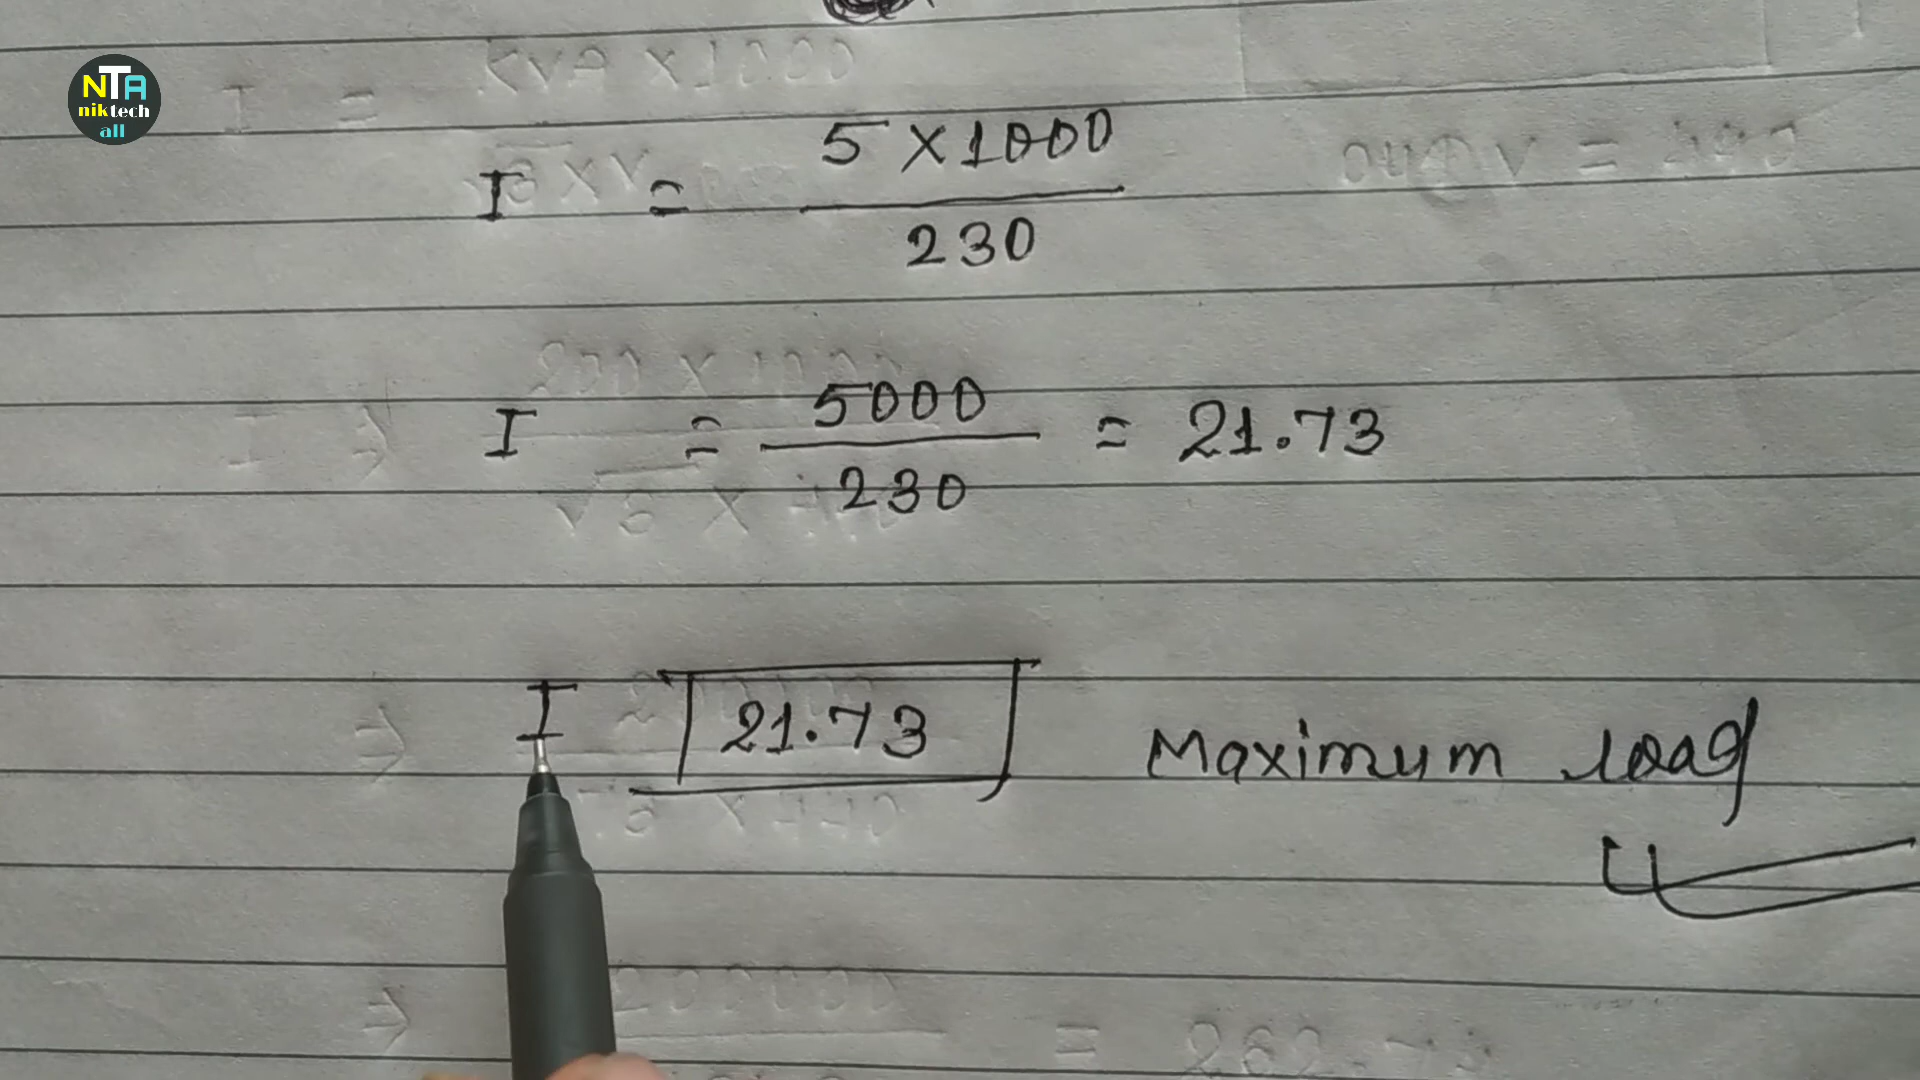 NTA
niktech
all
I = 5 X 1000 / 230
I = 5000 / 230 = 21.73
I 21.73 Maximum load